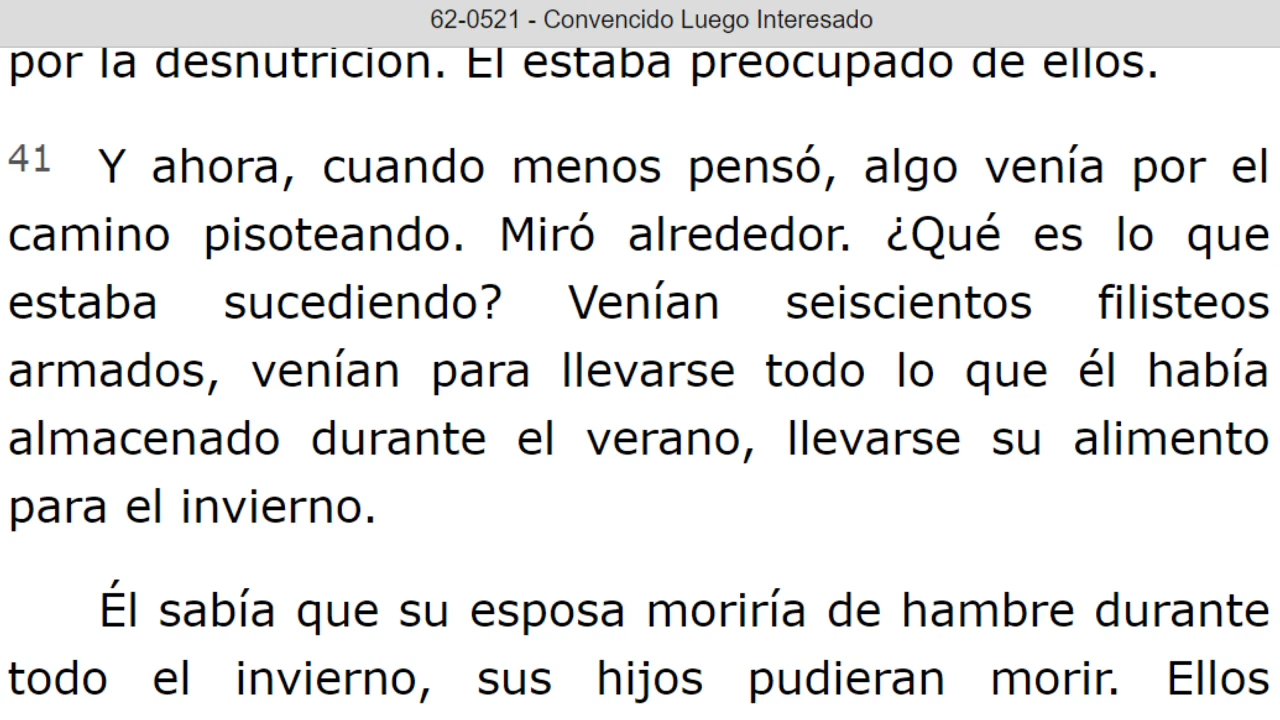 62-0521 - Convencido Luego Interesado
por la desnutrición. Él estaba preocupado de ellos.
41 Y ahora, cuando menos pensó, algo venía por el
camino pisoteando. Miró alrededor. ¿Qué es lo que
estaba sucediendo? Venían seiscientos filisteos
armados, venían para llevarse todo lo que él había
almacenado durante el verano, llevarse su alimento
para el invierno.
Él sabía que su esposa moriría de hambre durante
todo el invierno, sus hijos pudieran morir. Ellos